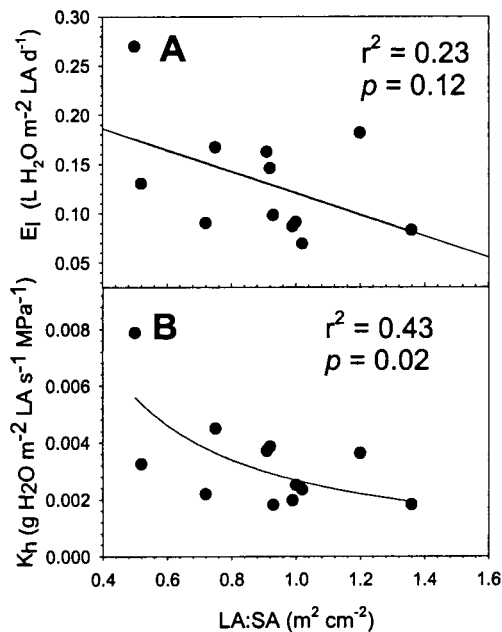 A
r² = 0.23
p = 0.12
E_l (L H₂O m⁻² LA d⁻¹)
0.30
0.25
0.20
0.15
0.10
0.05
B
r² = 0.43
p = 0.02
K_h (g H2O m⁻² LA s⁻¹ MPa⁻¹)
0.008
0.006
0.004
0.002
0.000
0.4 0.6 0.8 1.0 1.2 1.4 1.6
LA:SA (m² cm⁻²)